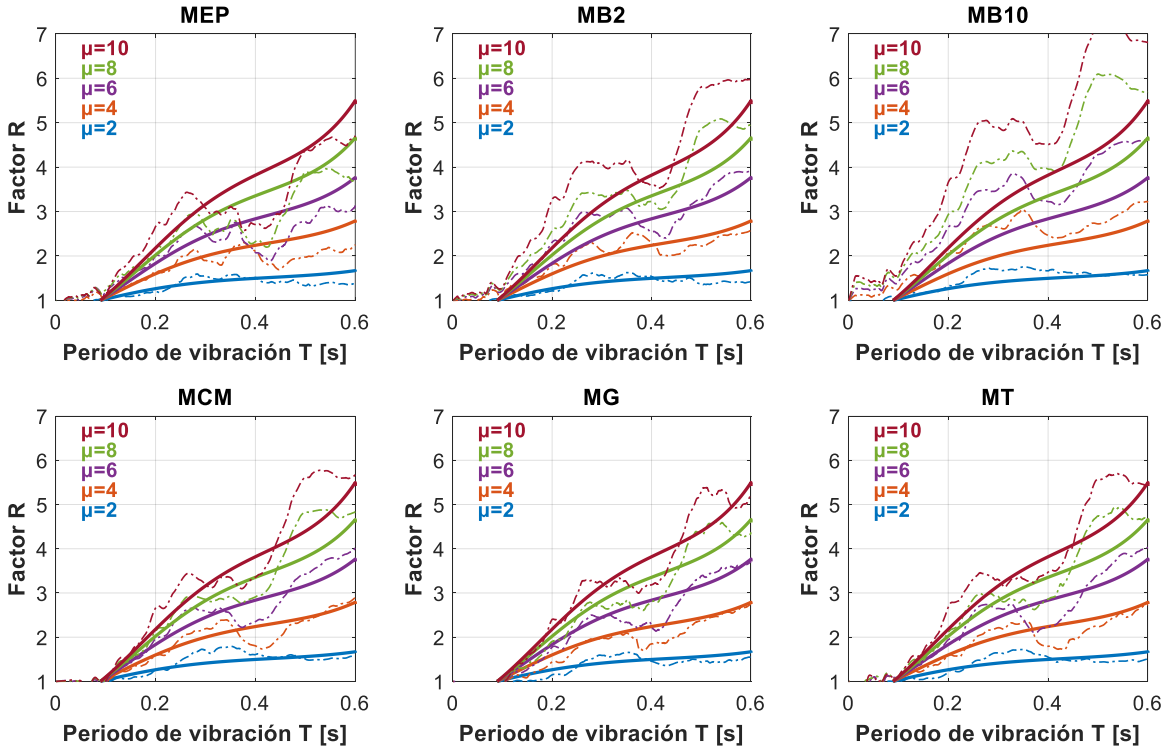 MEP
7
6
5
4
3
2
1
Factor R
μ=10
μ=8
μ=6
μ=4
μ=2
0
0.2
0.4
0.6
Periodo de vibración T [s]
MB2
7
6
5
4
3
2
1
Factor R
μ=10
μ=8
μ=6
μ=4
μ=2
0
0.2
0.4
0.6
Periodo de vibración T [s]
MB10
7
6
5
4
3
2
1
Factor R
μ=10
μ=8
μ=6
μ=4
μ=2
0
0.2
0.4
0.6
Periodo de vibración T [s]
MCM
7
6
5
4
3
2
1
Factor R
μ=10
μ=8
μ=6
μ=4
μ=2
0
0.2
0.4
0.6
Periodo de vibración T [s]
MG
7
6
5
4
3
2
1
Factor R
μ=10
μ=8
μ=6
μ=4
μ=2
0
0.2
0.4
0.6
Periodo de vibración T [s]
MT
7
6
5
4
3
2
1
Factor R
μ=10
μ=8
μ=6
μ=4
μ=2
0
0.2
0.4
0.6
Periodo de vibración T [s]